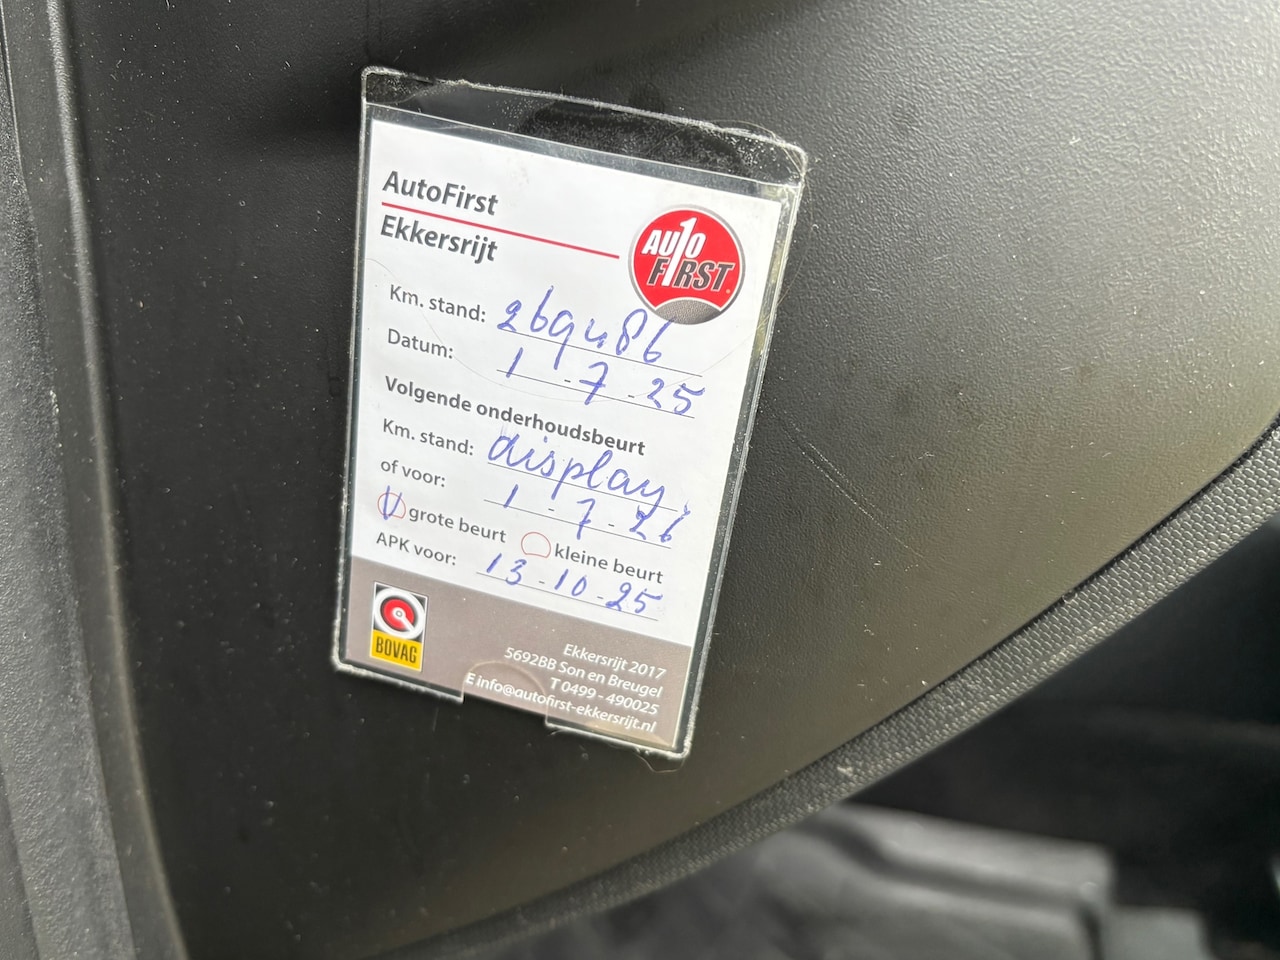 AutoFirst
Ekkersrijt
AUTO
FIRST
Km. stand: 269486
Datum: 1-7-25
Volgende onderhoudsbeurt
Km. stand: display
of voor: 1-7-26
V grote beurt kleine beurt
APK voor: 13-10-25
BOVAG
Ekkersrijt 2017
5692BB Son en Breugel
T 0499 - 490025
E info@autofirst-ekkersrijt.nl